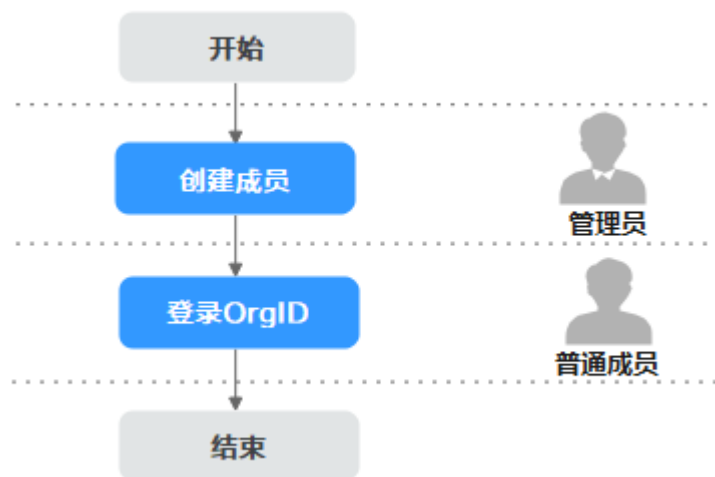 开始
创建成员
管理员
登录OrgID
普通成员
结束